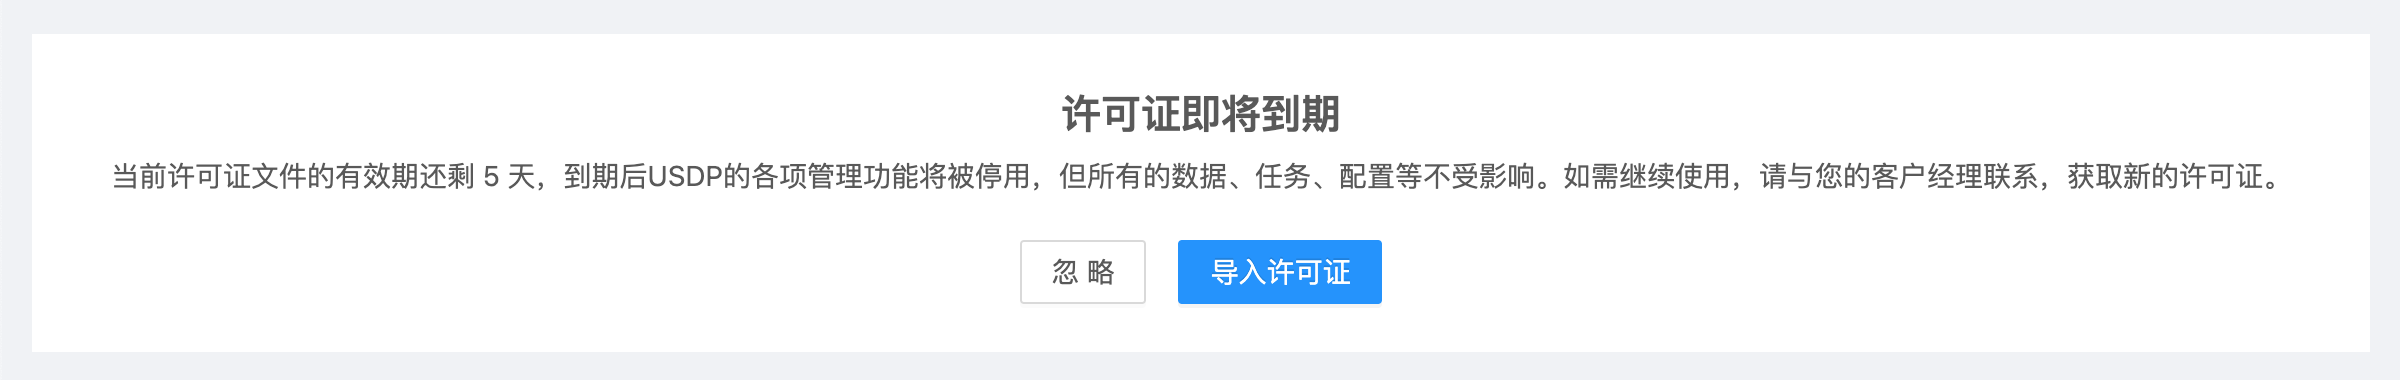 许可证即将到期
当前许可证文件的有效期还剩 5 天，到期后USDP的各项管理功能将被停用，但所有的数据、任务、配置等不受影响。如需继续使用，请与您的客户经理联系，获取新的许可证。
忽 略
导入许可证